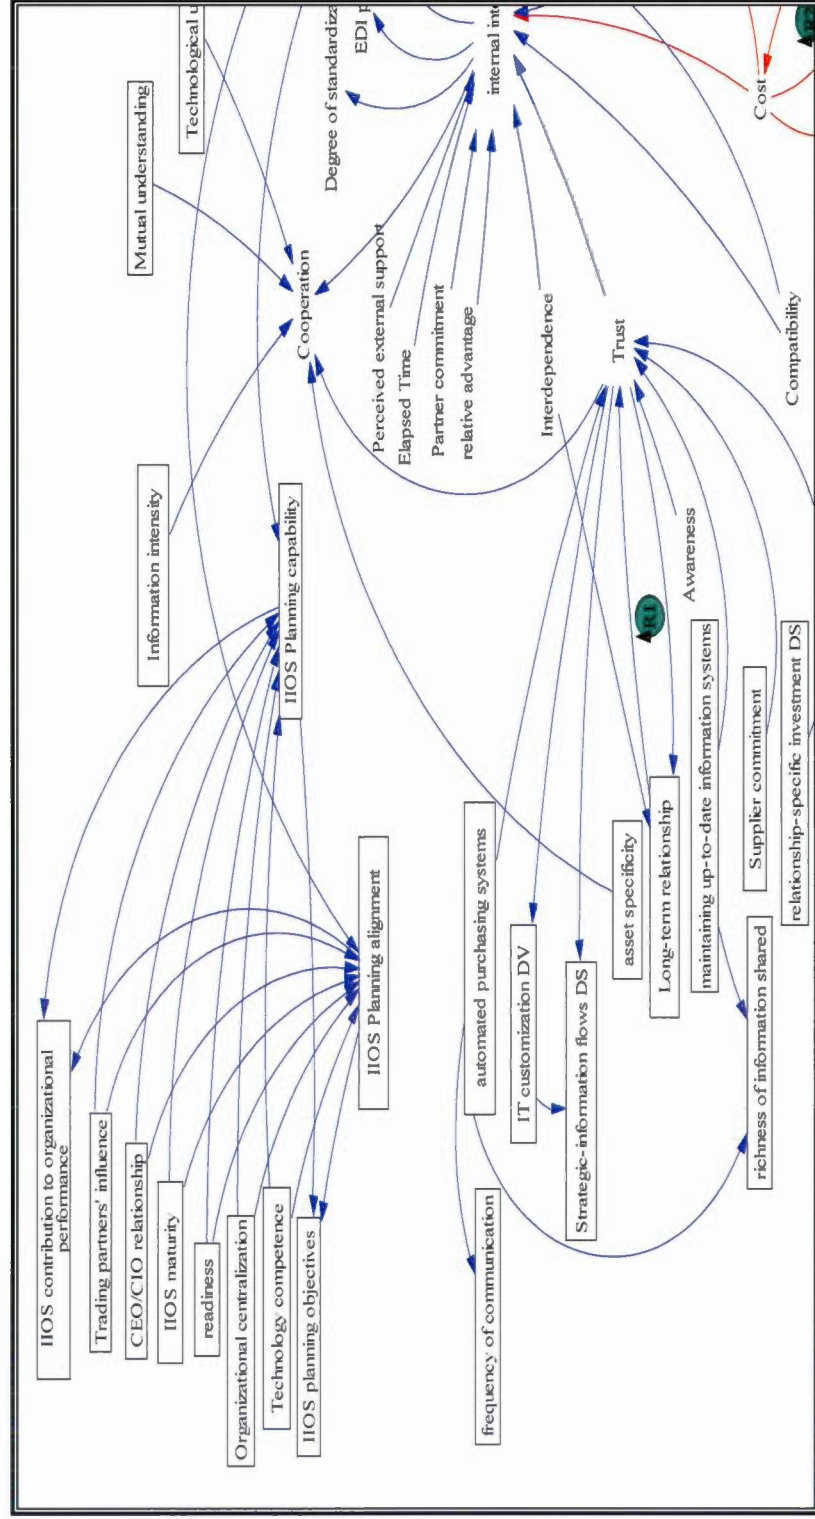 IIOS contribution to organizational
performance
Trading partners' influence
CEO/CIO relationship
IIOS maturity
readiness
Organizational centralization
Technology competence
IIOS planning objectives
IIOS Planning alignment
IIOS Planning capability
Information intensity
Mutual understanding
Technological u
Cooperation
Degree of standardiza
EDI p
internal inte
Perceived external support
Elapsed Time
Partner commitment
relative advantage
Interdependence
Trust
Compatibility
Cost
Awareness
R1
frequency of communication
automated purchasing systems
IT customization DV
Strategic-information flows DS
asset specificity
Long-term relationship
maintaining up-to-date information systems
richness of information shared
Supplier commitment
relationship-specific investment DS